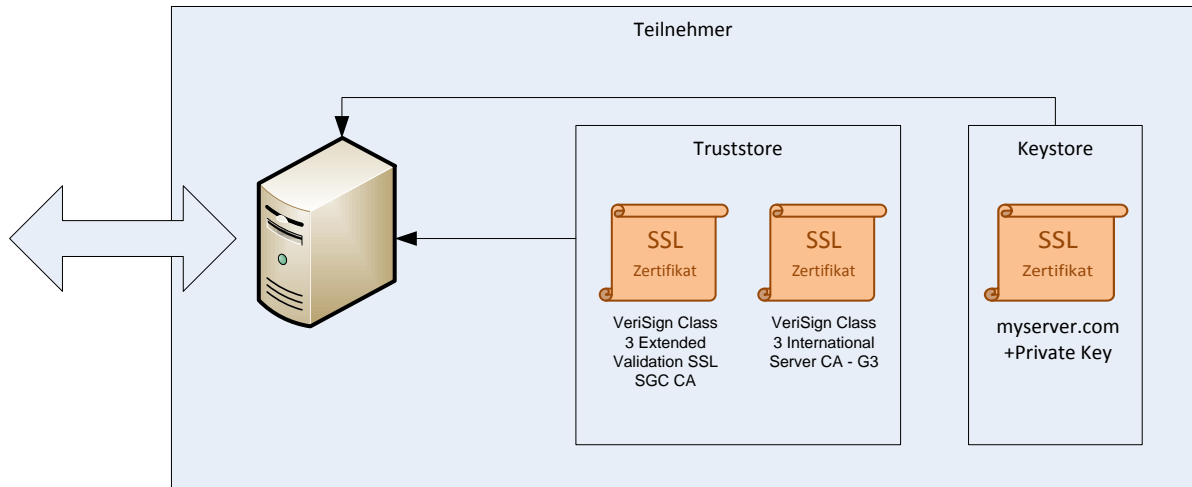 Teilnehmer
Truststore
Keystore
SSL
Zertifikat
SSL
Zertifikat
SSL
Zertifikat
VeriSign Class
3 Extended
Validation SSL
SGC CA
VeriSign Class
3 International
Server CA - G3
myserver.com
+Private Key